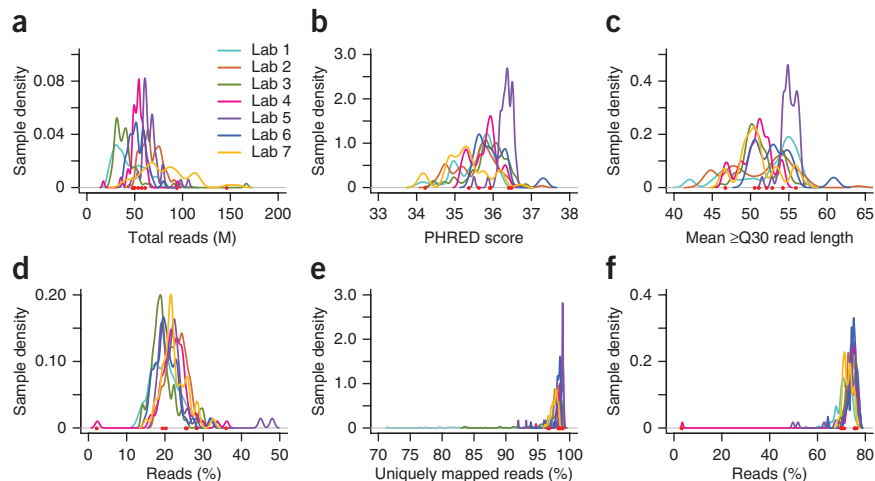 a
b
c
Sample density
0.08
0.04
0
0
50
100
150
200
Total reads (M)
Lab 1
Lab 2
Lab 3
Lab 4
Lab 5
Lab 6
Lab 7
Sample density
3.0
2.0
1.0
0
33
34
35
36
37
38
PHRED score
Sample density
0.4
0.2
0
40
45
50
55
60
65
Mean ≥Q30 read length
d
e
f
Sample density
0.20
0.10
0
0
10
20
30
40
50
Reads (%)
Sample density
3.0
2.0
1.0
0
70
75
80
85
90
95
100
Uniquely mapped reads (%)
Sample density
0.4
0.2
0
0
20
40
60
80
Reads (%)